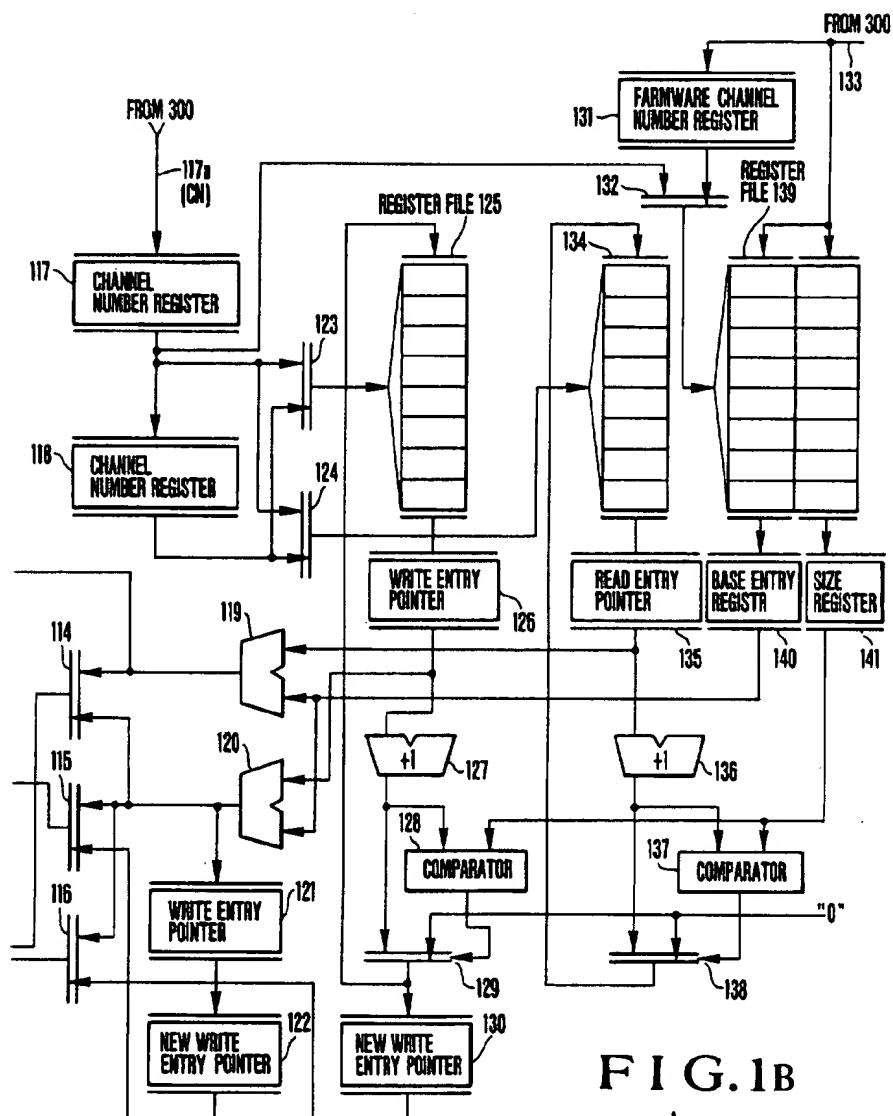 FROM 300
133
FROM 300
131
FARMWARE CHANNEL
NUMBER REGISTER
117a
(CN)
132
REGISTER
FILE 139
REGISTER FILE 125
134
117
CHANNEL
NUMBER REGISTER
123
118
CHANNEL
NUMBER REGISTER
124
WRITE ENTRY
POINTER
126
READ ENTRY
POINTER
135
BASE ENTRY
REGISTR
140
SIZE
REGISTER
141
114
119
120
+1
127
+1
136
115
128
COMPARATOR
137
COMPARATOR
116
121
WRITE ENTRY
POINTER
"0"
129
138
122
NEW WRITE
ENTRY POINTER
130
NEW WRITE
ENTRY POINTER
FIG.1B